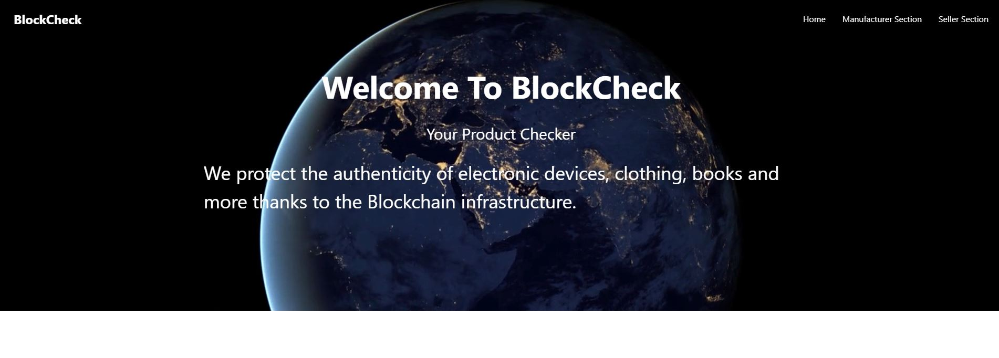 BlockCheck
Home
Manufacturer Section
Seller Section
Welcome To BlockCheck
Your Product Checker
We protect the authenticity of electronic devices, clothing, books and
more thanks to the Blockchain infrastructure.